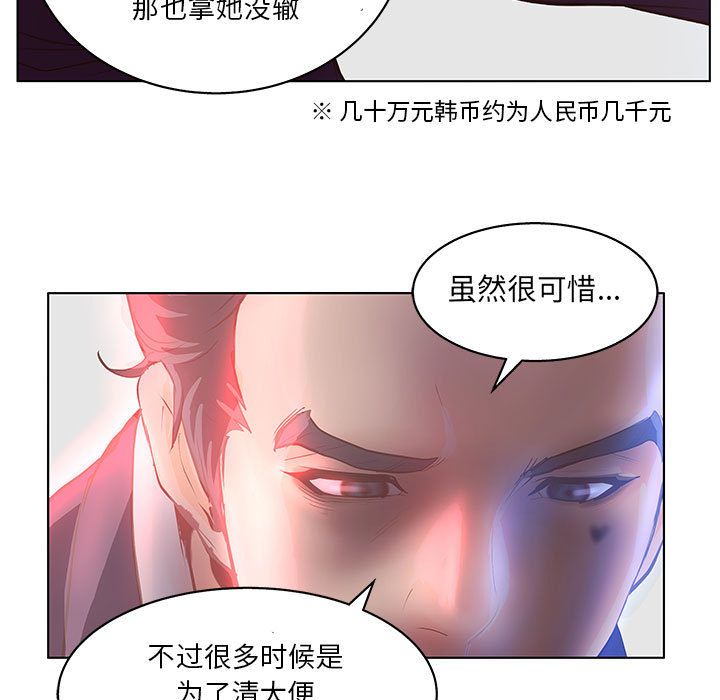 那也拿她没辙
※ 几十万元韩币约为人民币几千元
虽然很可惜...
不过很多时候是
为了清大便